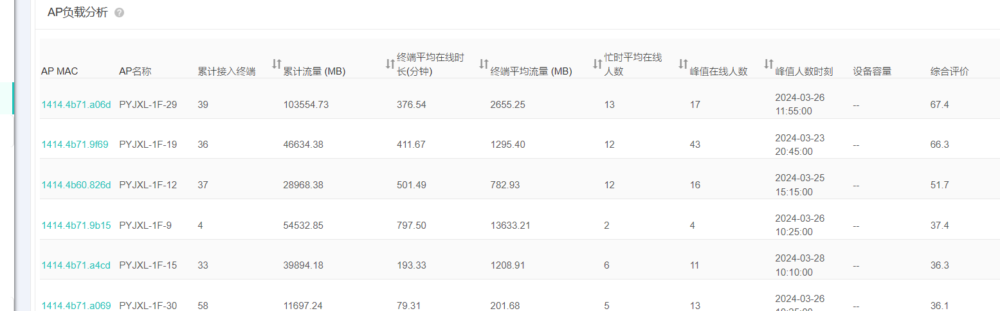 AP负载分析
AP MAC AP名称 累计接入终端 累计流量 (MB) 终端平均在线时长(分钟) 终端平均流量 (MB) 忙时平均在线人数 峰值在线人数 峰值人数时刻 设备容量 综合评价
1414.4b71.a06d PYJXL-1F-29 39 103554.73 376.54 2655.25 13 17 2024-03-26 11:55:00 -- 67.4
1414.4b71.9f69 PYJXL-1F-19 36 46634.38 411.67 1295.40 12 43 2024-03-23 20:45:00 -- 66.3
1414.4b60.826d PYJXL-1F-12 37 28968.38 501.49 782.93 12 16 2024-03-25 15:15:00 -- 51.7
1414.4b71.9b15 PYJXL-1F-9 4 54532.85 797.50 13633.21 2 4 2024-03-26 10:25:00 -- 37.4
1414.4b71.a4cd PYJXL-1F-15 33 39894.18 193.33 1208.91 6 11 2024-03-28 10:10:00 -- 36.3
1414.4b71.a069 PYJXL-1F-30 58 11697.24 79.31 201.68 5 13 2024-03-26 -- 36.1